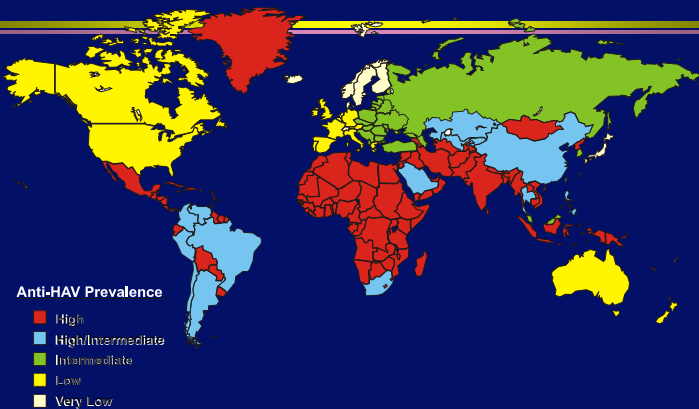 Anti-HAV Prevalence
High
High/Intermediate
Intermediate
Low
Very Low